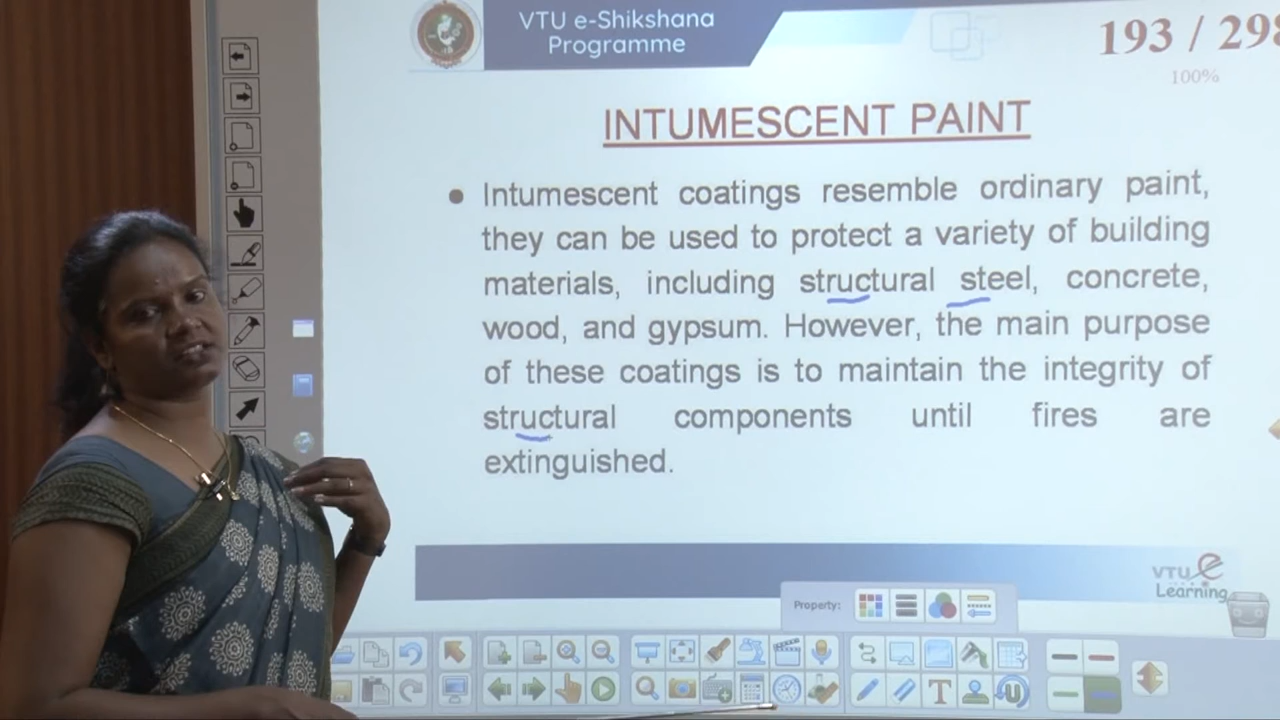 VTU e-Shikshana
Programme
193 / 298
100%
INTUMESCENT PAINT
• Intumescent coatings resemble ordinary paint,
they can be used to protect a variety of building
materials, including structural steel, concrete,
wood, and gypsum. However, the main purpose
of these coatings is to maintain the integrity of
structural components until fires are
extinguished.
VTU e
Learning
Property: